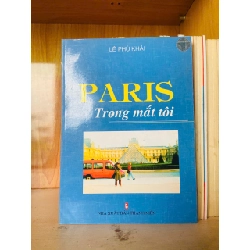 LÊ PHÚ KHẢI
PARIS
Trong mắt tôi